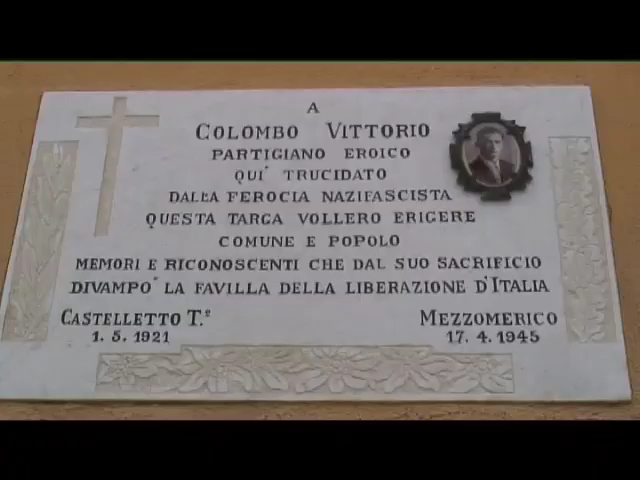 A
COLOMBO VITTORIO
PARTIGIANO EROICO
QUI' TRUCIDATO
DALLA FEROCIA NAZIFASCISTA
QUESTA TARGA VOLLERO ERIGERE
COMUNE E POPOLO
MEMORI E RICONOSCENTI CHE DAL SUO SACRIFICIO
DIVAMPO' LA FAVILLA DELLA LIBERAZIONE D'ITALIA
CASTELLETTO T.º MEZZOMERICO
1. 5. 1921 17. 4. 1945